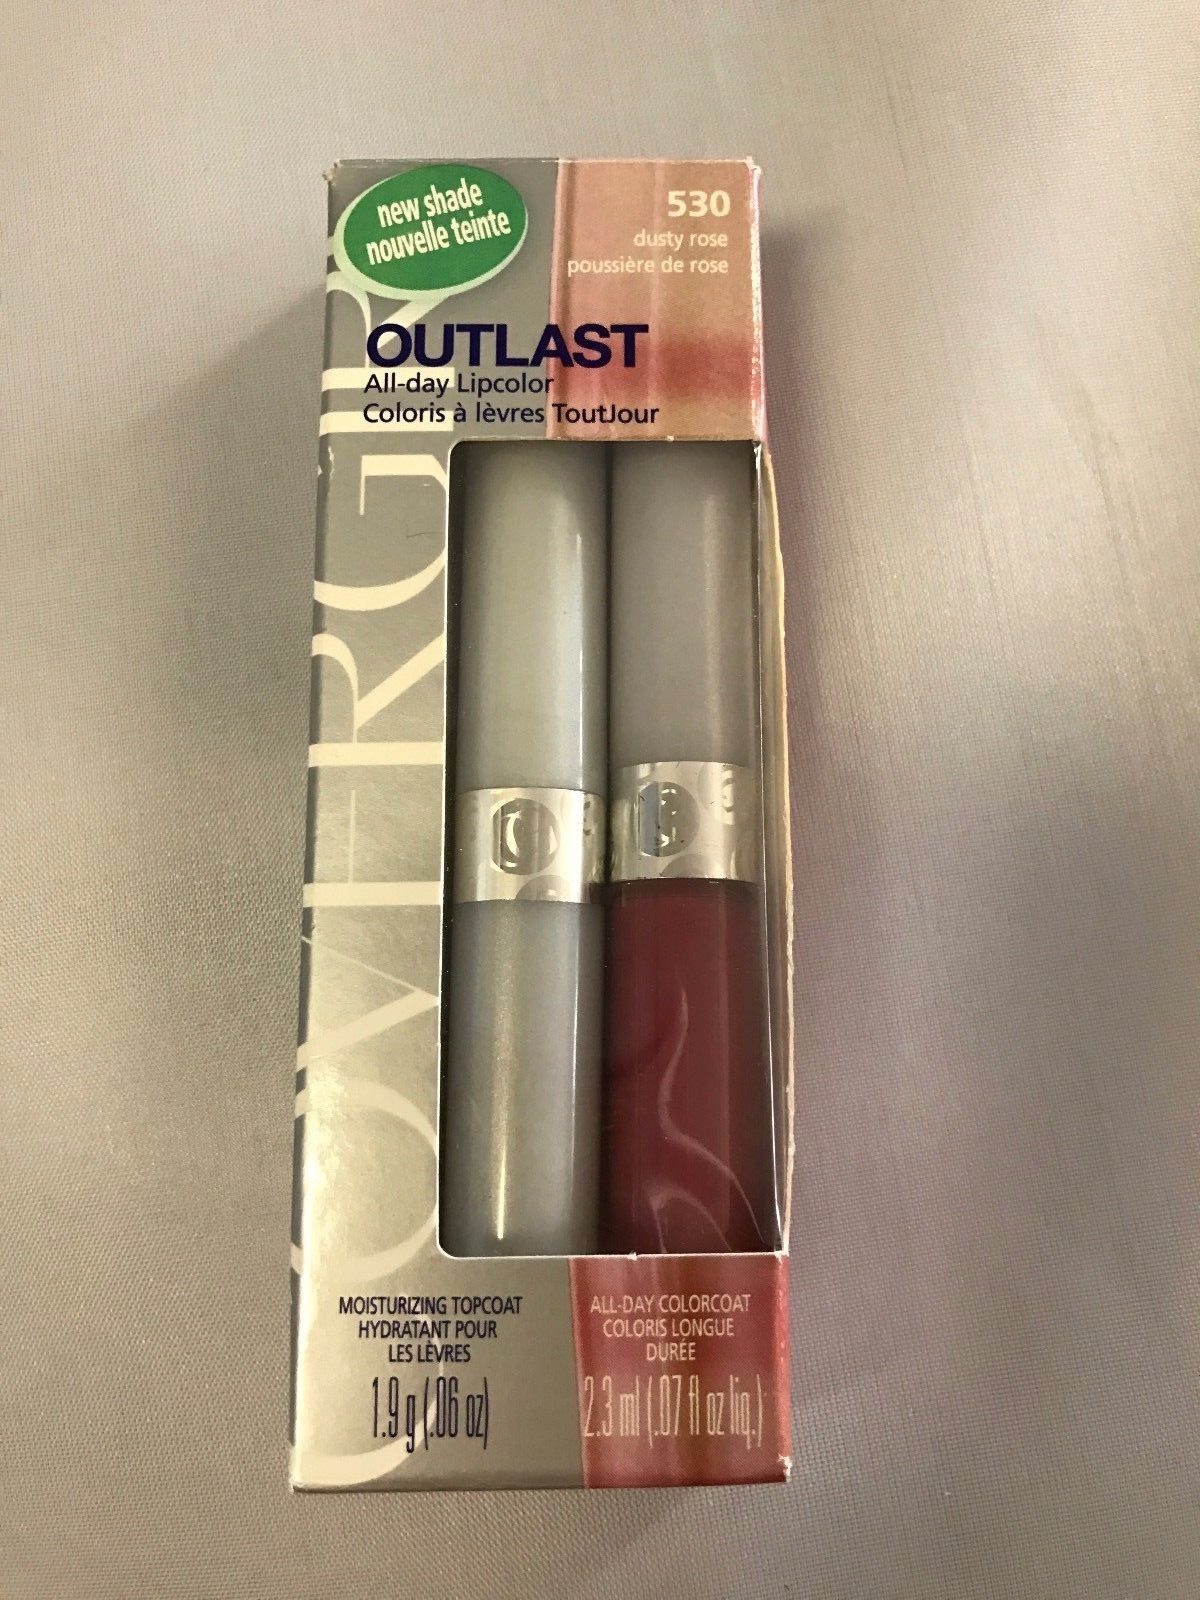 new shade
nouvelle teinte
530
dusty rose
poussière de rose
OUTLAST
All-day Lipcolor
Coloris à lèvres ToutJour
COVERGIRL
MOISTURIZING TOPCOAT
HYDRATANT POUR
LES LÈVRES
1.9 g (.06 oz)
ALL-DAY COLORCOAT
COLORIS LONGUE
DURÉE
2.3 ml (.07 fl oz liq.)